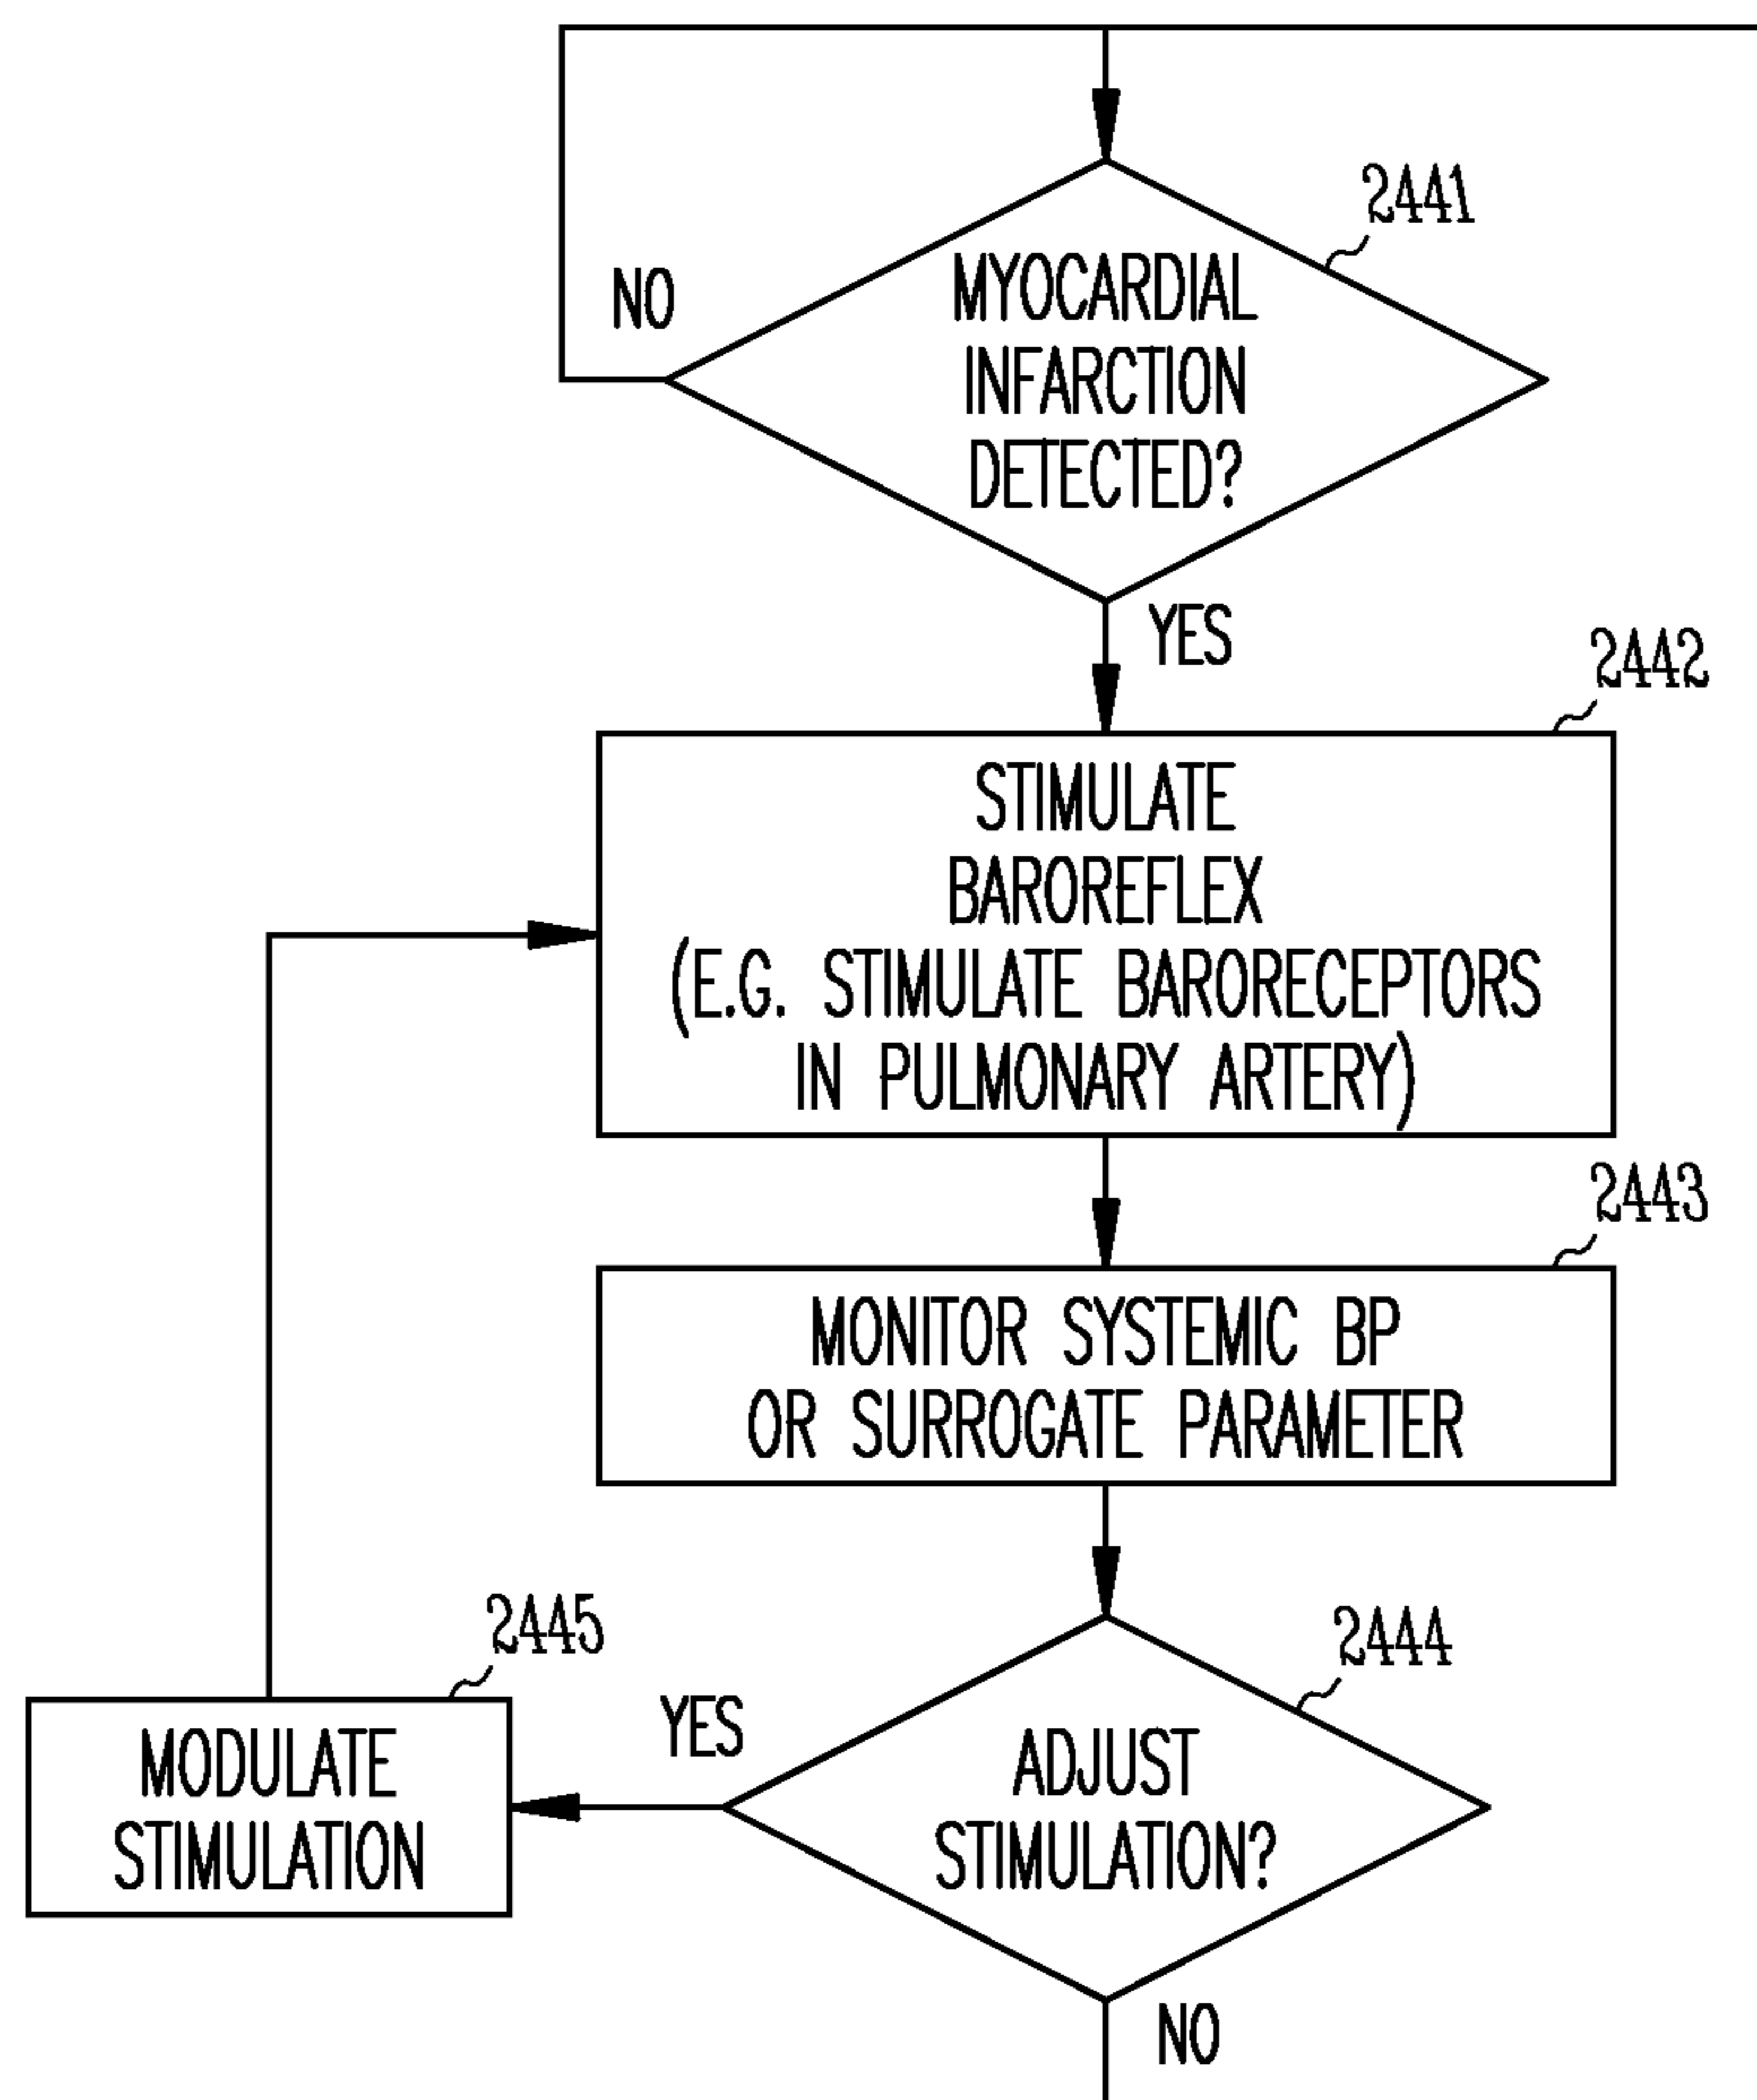 2441
NO
MYOCARDIAL
INFARCTION
DETECTED?
YES
2442
STIMULATE
BAROREFLEX
(E.G. STIMULATE BARORECEPTORS
IN PULMONARY ARTERY)
2443
MONITOR SYSTEMIC BP
OR SURROGATE PARAMETER
2445
2444
YES
MODULATE
STIMULATION
ADJUST
STIMULATION?
NO